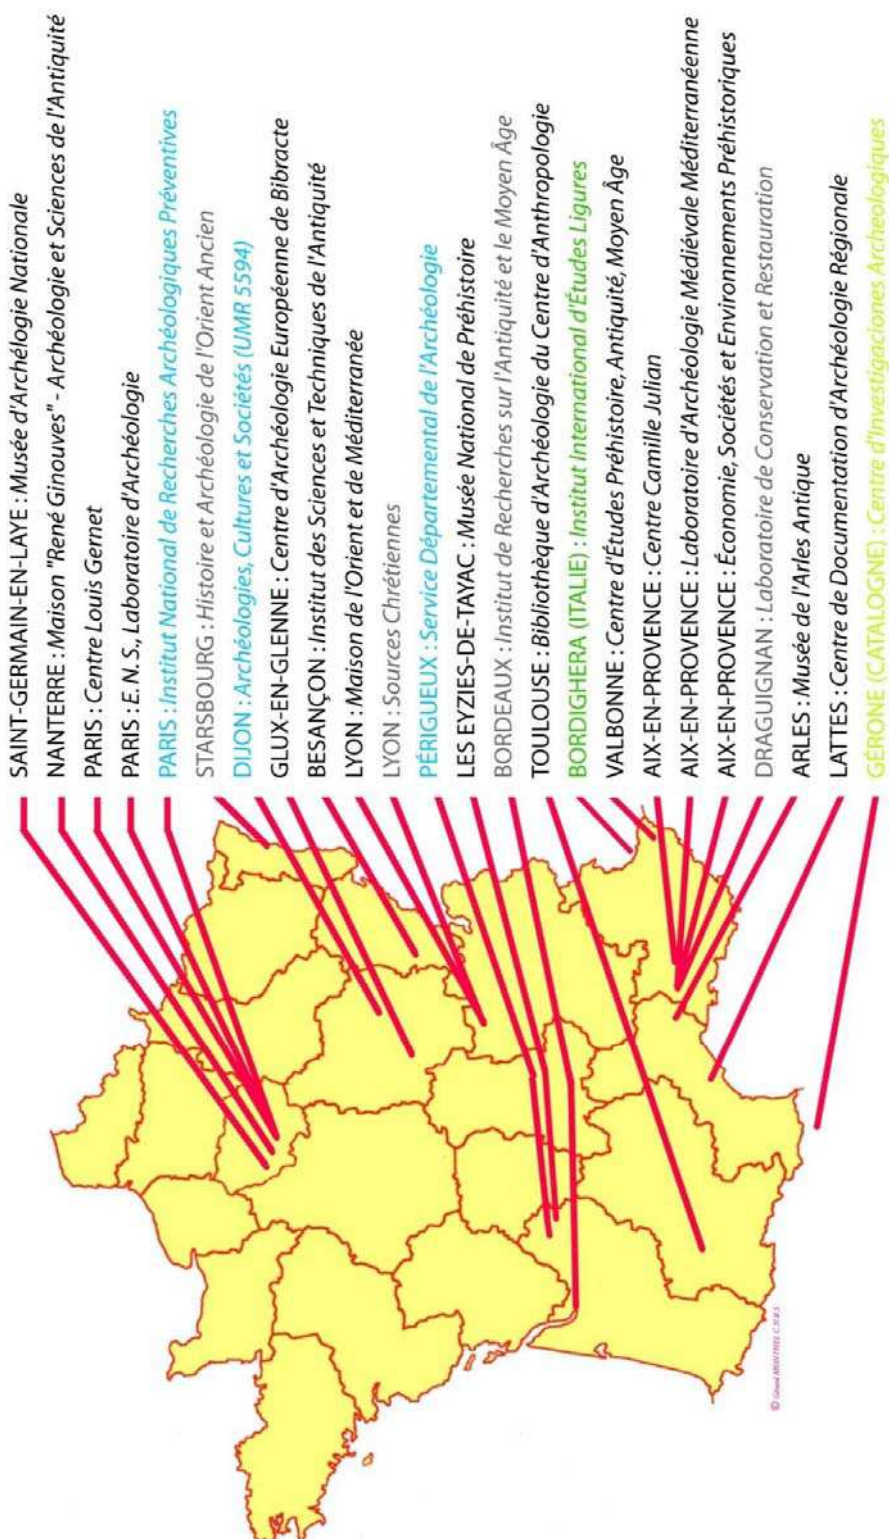 SAINT-GERMAIN-EN-LAYE : Musée d'Archélogie Nationale
NANTERRE : Maison "René Ginouves" - Archéologie et Sciences de l'Antiquité
PARIS : Centre Louis Gernet
PARIS : E. N. S., Laboratoire d'Archéologie
PARIS : Institut National de Recherches Archéologiques Préventives
STARSBOURG : Histoire et Archéologie de l'Orient Ancien
DIJON : Archéologies, Cultures et Sociétés (UMR 5594)
GLUX-EN-GLENNE : Centre d'Archéologie Européenne de Bibracte
BESANÇON : Institut des Sciences et Techniques de l'Antiquité
LYON : Maison de l'Orient et de Méditerranée
LYON : Sources Chrétiennes
PÉRIGUEUX : Service Départemental de l'Archéologie
LES EYZIES-DE-TAYAC : Musée National de Préhistoire
BORDEAUX : Institut de Recherches sur l'Antiquité et le Moyen Âge
TOULOUSE : Bibliothèque d'Archéologie du Centre d'Anthropologie
BORDIGHERA (ITALIE) : Institut International d'Études Ligures
VALBONNE : Centre d'Études Préhistoire, Antiquité, Moyen Âge
AIX-EN-PROVENCE : Centre Camille Julian
AIX-EN-PROVENCE : Laboratoire d'Archéologie Médiévale Méditerranéenne
AIX-EN-PROVENCE : Économie, Sociétés et Environnements Préhistoriques
DRAGUIGNAN : Laboratoire de Conservation et Restauration
ARLES : Musée de l'Arles Antique
LATTES : Centre de Documentation d'Archéologie Régionale
GÉRONE (CATALOGNE) : Centre d'Investigaciones Archeologiques
© Gérard MONTHEL C.N.R.S